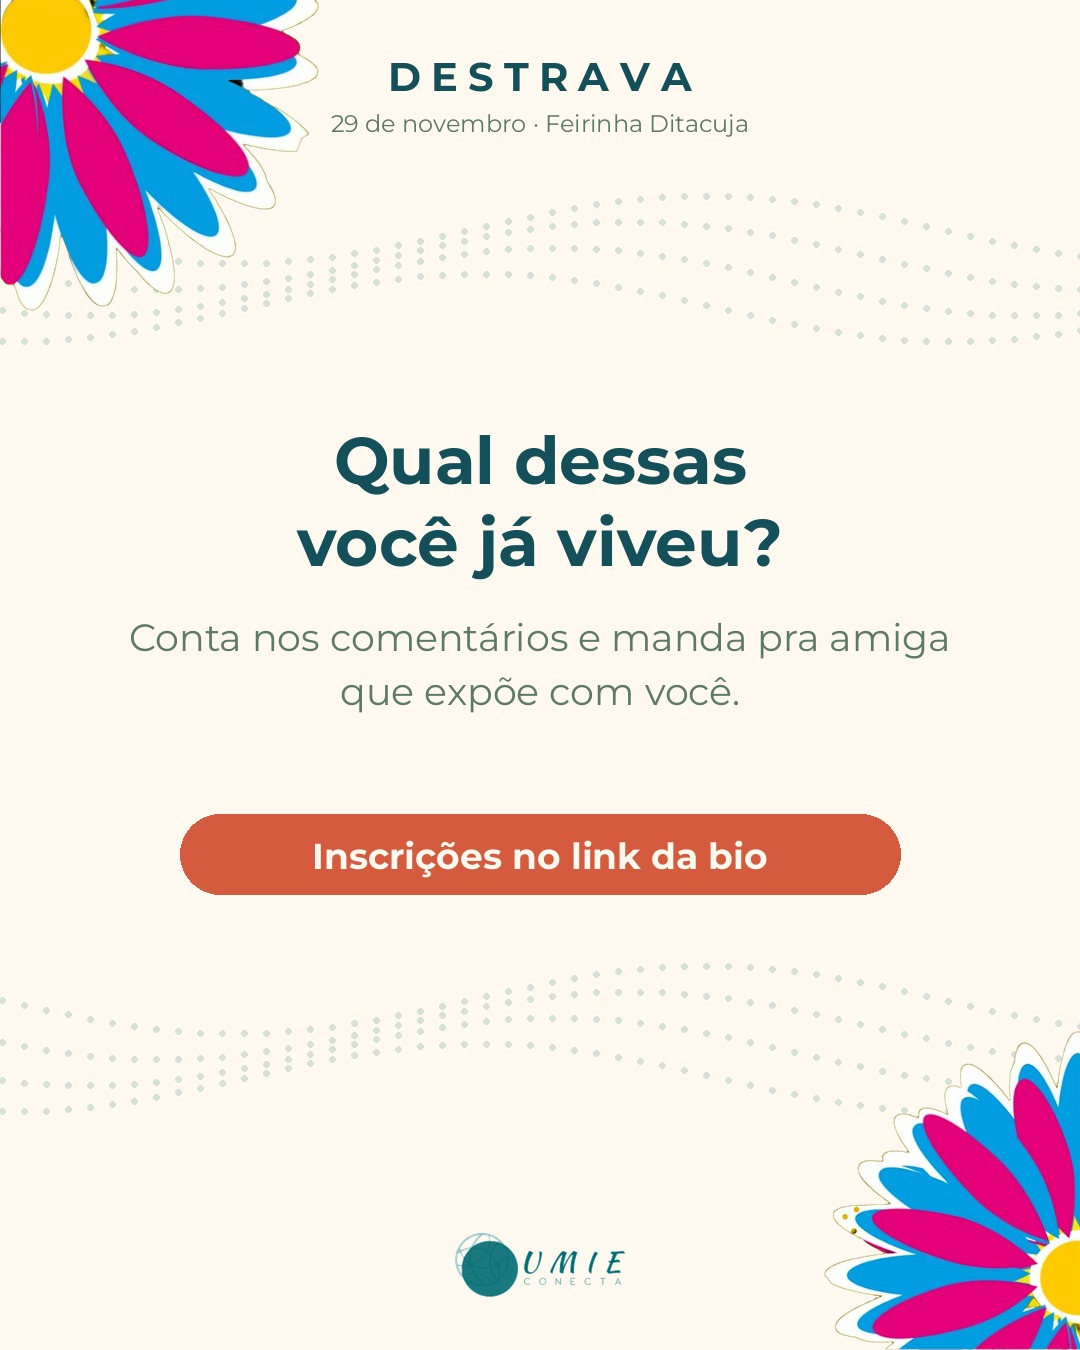 DESTRAVA
29 de novembro · Feirinha Ditacuja
Qual dessas
você já viveu?
Conta nos comentários e manda pra amiga
que expõe com você.
Inscrições no link da bio
UMIE
CONECTA